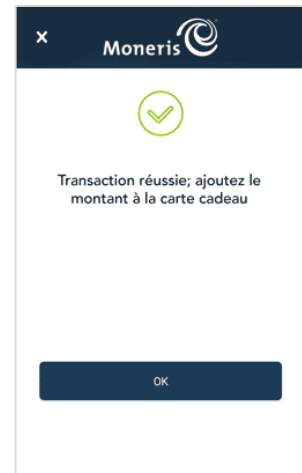 ×
Moneris
Transaction réussie; ajoutez le
montant à la carte cadeau
OK